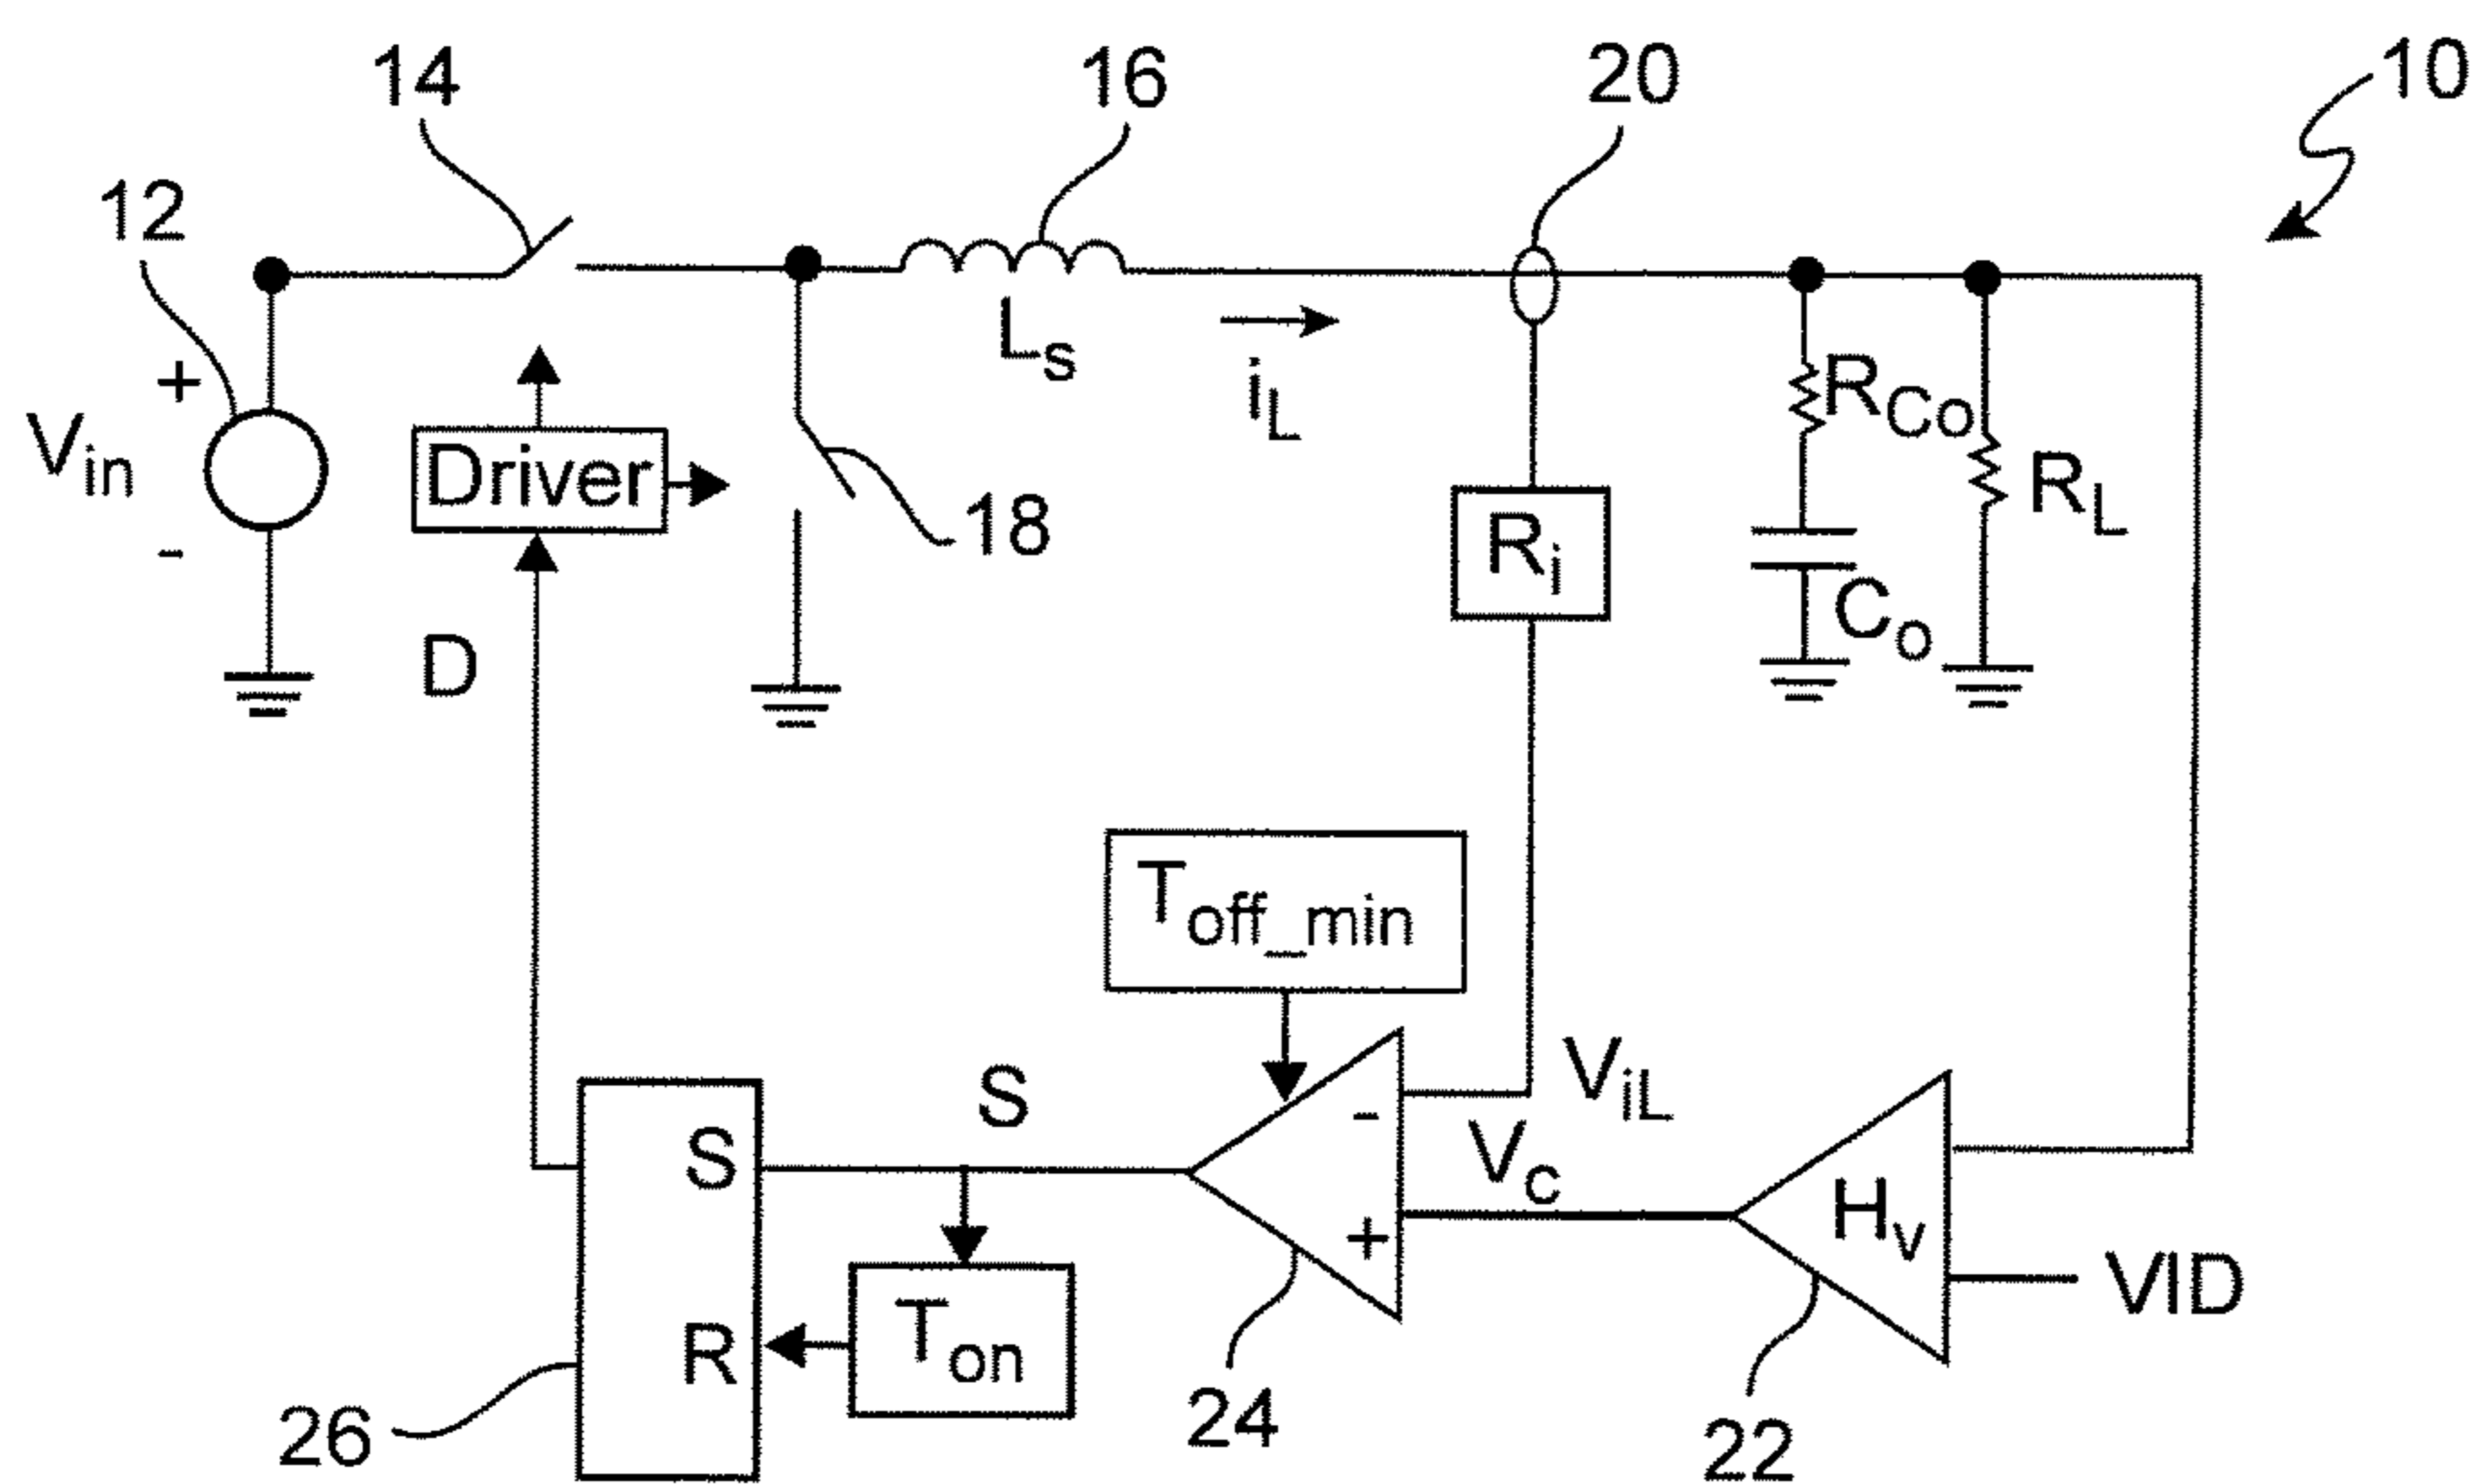 14
16
20
10
12
+
V_in
-
Driver
L_s
i_L
18
R_i
R_Co
C_o
R_L
D
T_off_min
S
V_iL
V_c
-
+
H_v
VID
S
R
T_on
26
24
22